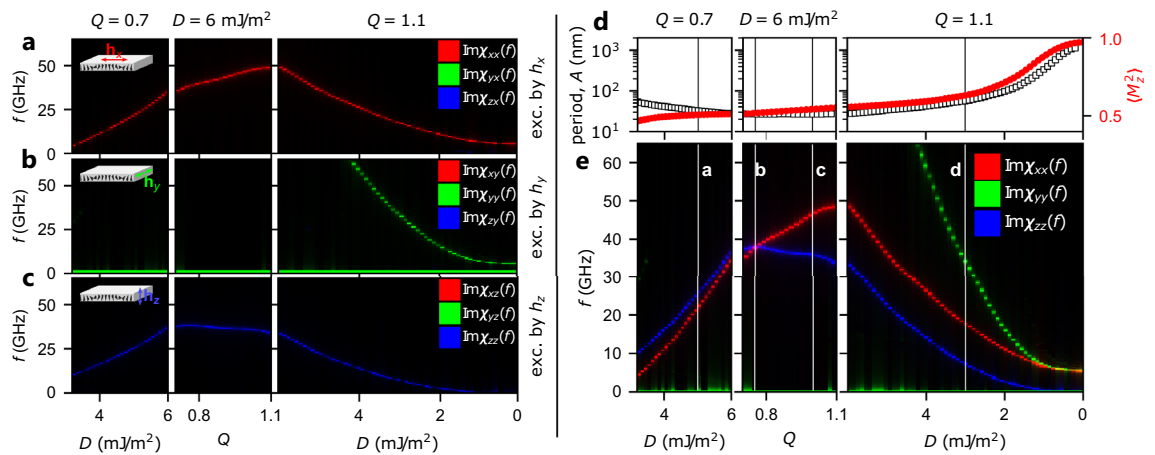 Q = 0.7 D = 6 mJ/m² Q = 1.1
a
h_x
Imχ_xx(f)
Imχ_yx(f)
Imχ_zx(f)
50
25
0
f (GHz)
exc. by h_x
b
h_y
Imχ_xy(f)
Imχ_yy(f)
Imχ_zy(f)
50
25
0
f (GHz)
exc. by h_y
c
h_z
Imχ_xz(f)
Imχ_yz(f)
Imχ_zz(f)
50
25
0
f (GHz)
exc. by h_z
4 6 0.8 1.1 4 2 0
D (mJ/m²) Q D (mJ/m²)
d
Q = 0.7 D = 6 mJ/m² Q = 1.1
10³
10²
10¹
period, Λ (nm)
1.0
0.5
⟨M_z²⟩
e
a b c d
Imχ_xx(f)
Imχ_yy(f)
Imχ_zz(f)
60
50
40
30
20
10
0
f (GHz)
4 6 0.8 1.1 4 2 0
D (mJ/m²) Q D (mJ/m²)